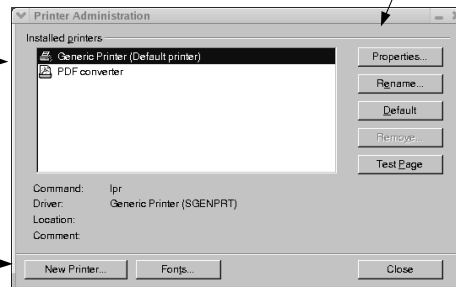 Printer Administration
Installed printers
Generic Printer (Default printer)
PDF converter
Properties...
Rename...
Default
Remove...
Test Page
Command: lpr
Driver: Generic Printer (SGENPRT)
Location:
Comment:
New Printer... Fonts... Close